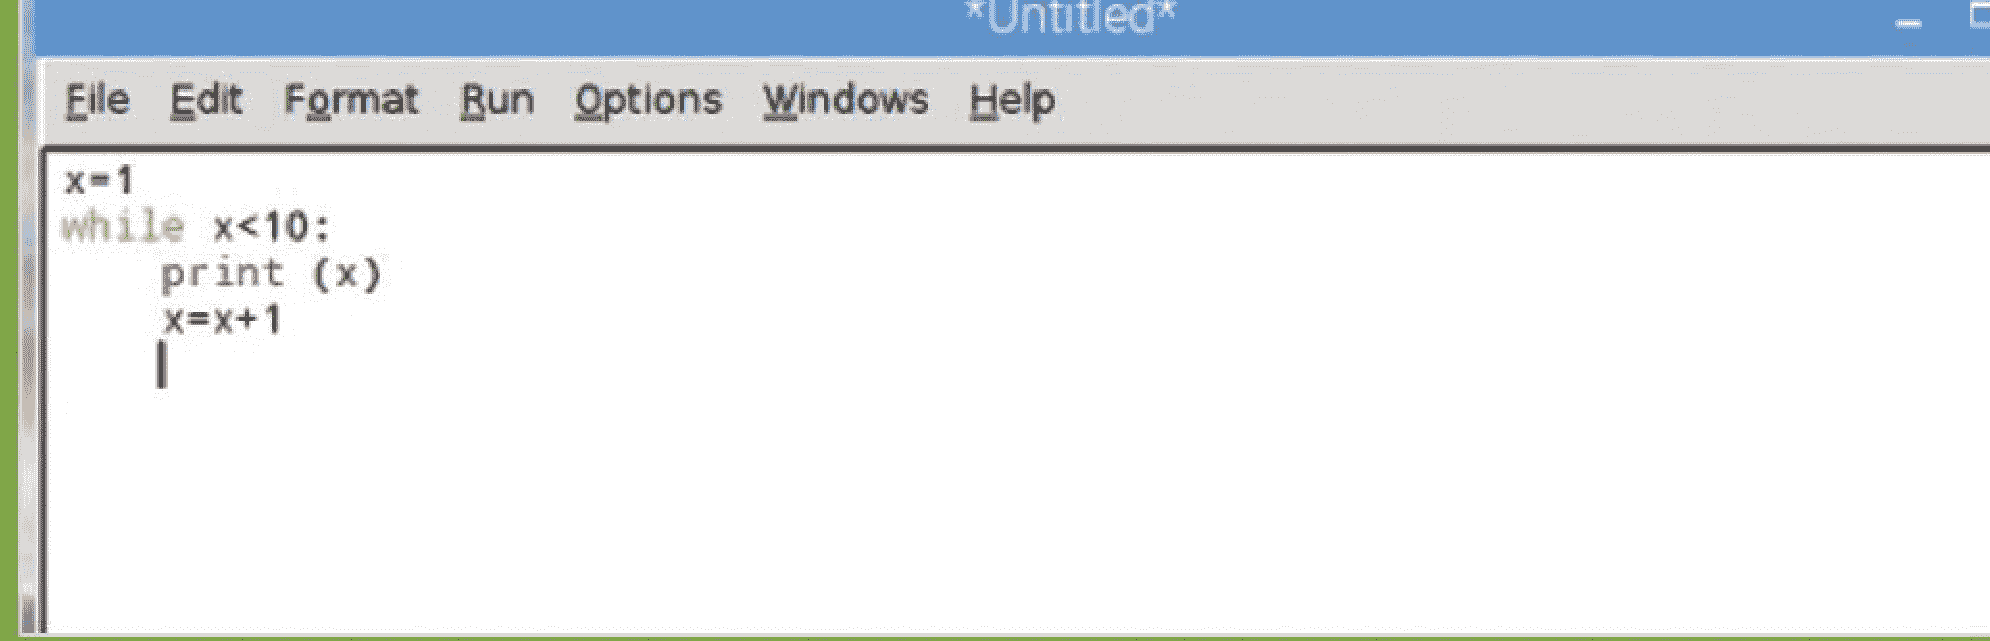 *Untitled*
File Edit Format Run Options Windows Help
x=1
while x<10:
    print (x)
    x=x+1